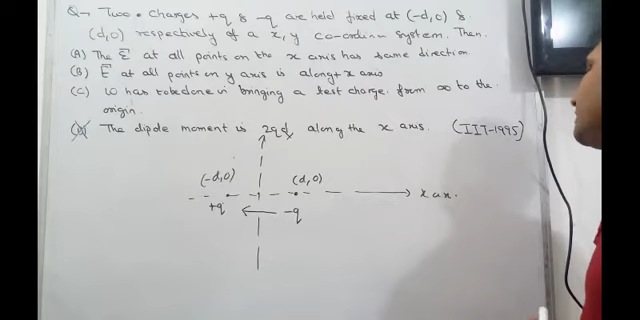 Q→ Two charges +q & -q are held fixed at (-d,0) &
(d,0) respectively of a x, y co-ordinate system. Then.
(A) The E⃗ at all points on the x axis has same direction
(B) E⃗ at all points on y axis is along +x axis
(C) W has to be done in bringing a test charge from ∞ to the
origin.
(D) The dipole moment is 2qd along the x axis. (IIT-1995)
(-d,0) (d,0)
x axi.
+q -q